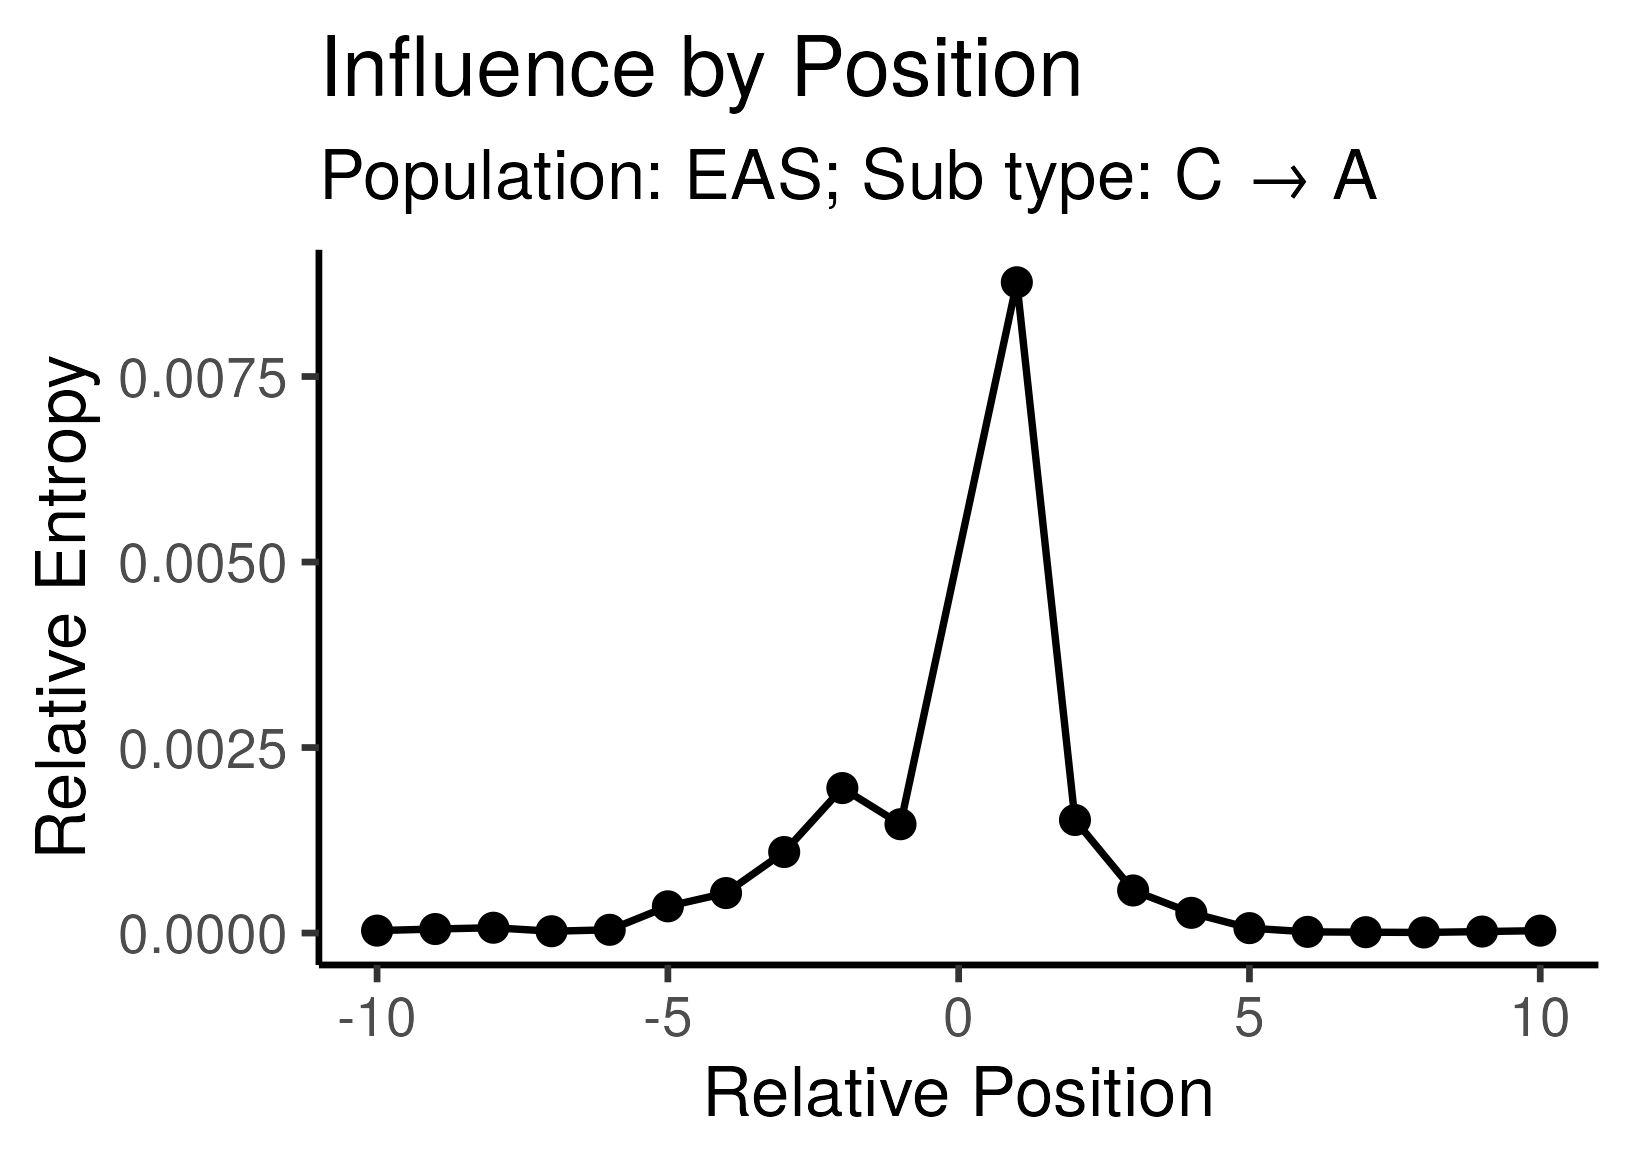 Influence by Position
Population: EAS; Sub type: C → A
Relative Entropy
0.0075
0.0050
0.0025
0.0000
-10 -5 0 5 10
Relative Position